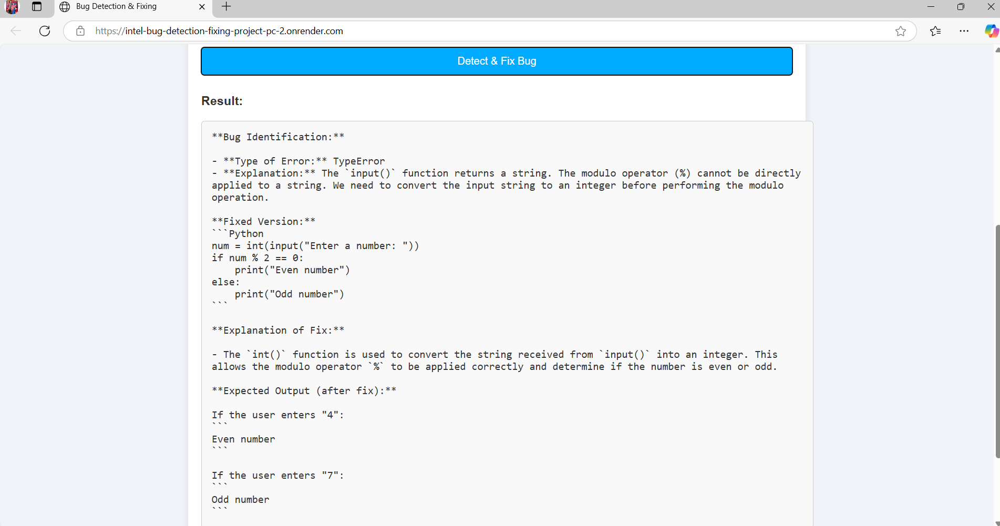 Bug Detection & Fixing
https://intel-bug-detection-fixing-project-pc-2.onrender.com
Detect & Fix Bug
Result:
**Bug Identification:**
- **Type of Error:** TypeError
- **Explanation:** The `input()` function returns a string. The modulo operator (%) cannot be directly
applied to a string. We need to convert the input string to an integer before performing the modulo
operation.
**Fixed Version:**
```Python
num = int(input("Enter a number: "))
if num % 2 == 0:
    print("Even number")
else:
    print("Odd number")
```
**Explanation of Fix:**
- The `int()` function is used to convert the string received from `input()` into an integer. This
allows the modulo operator `%` to be applied correctly and determine if the number is even or odd.
**Expected Output (after fix):**
If the user enters "4":
```
Even number
```
If the user enters "7":
```
Odd number
```